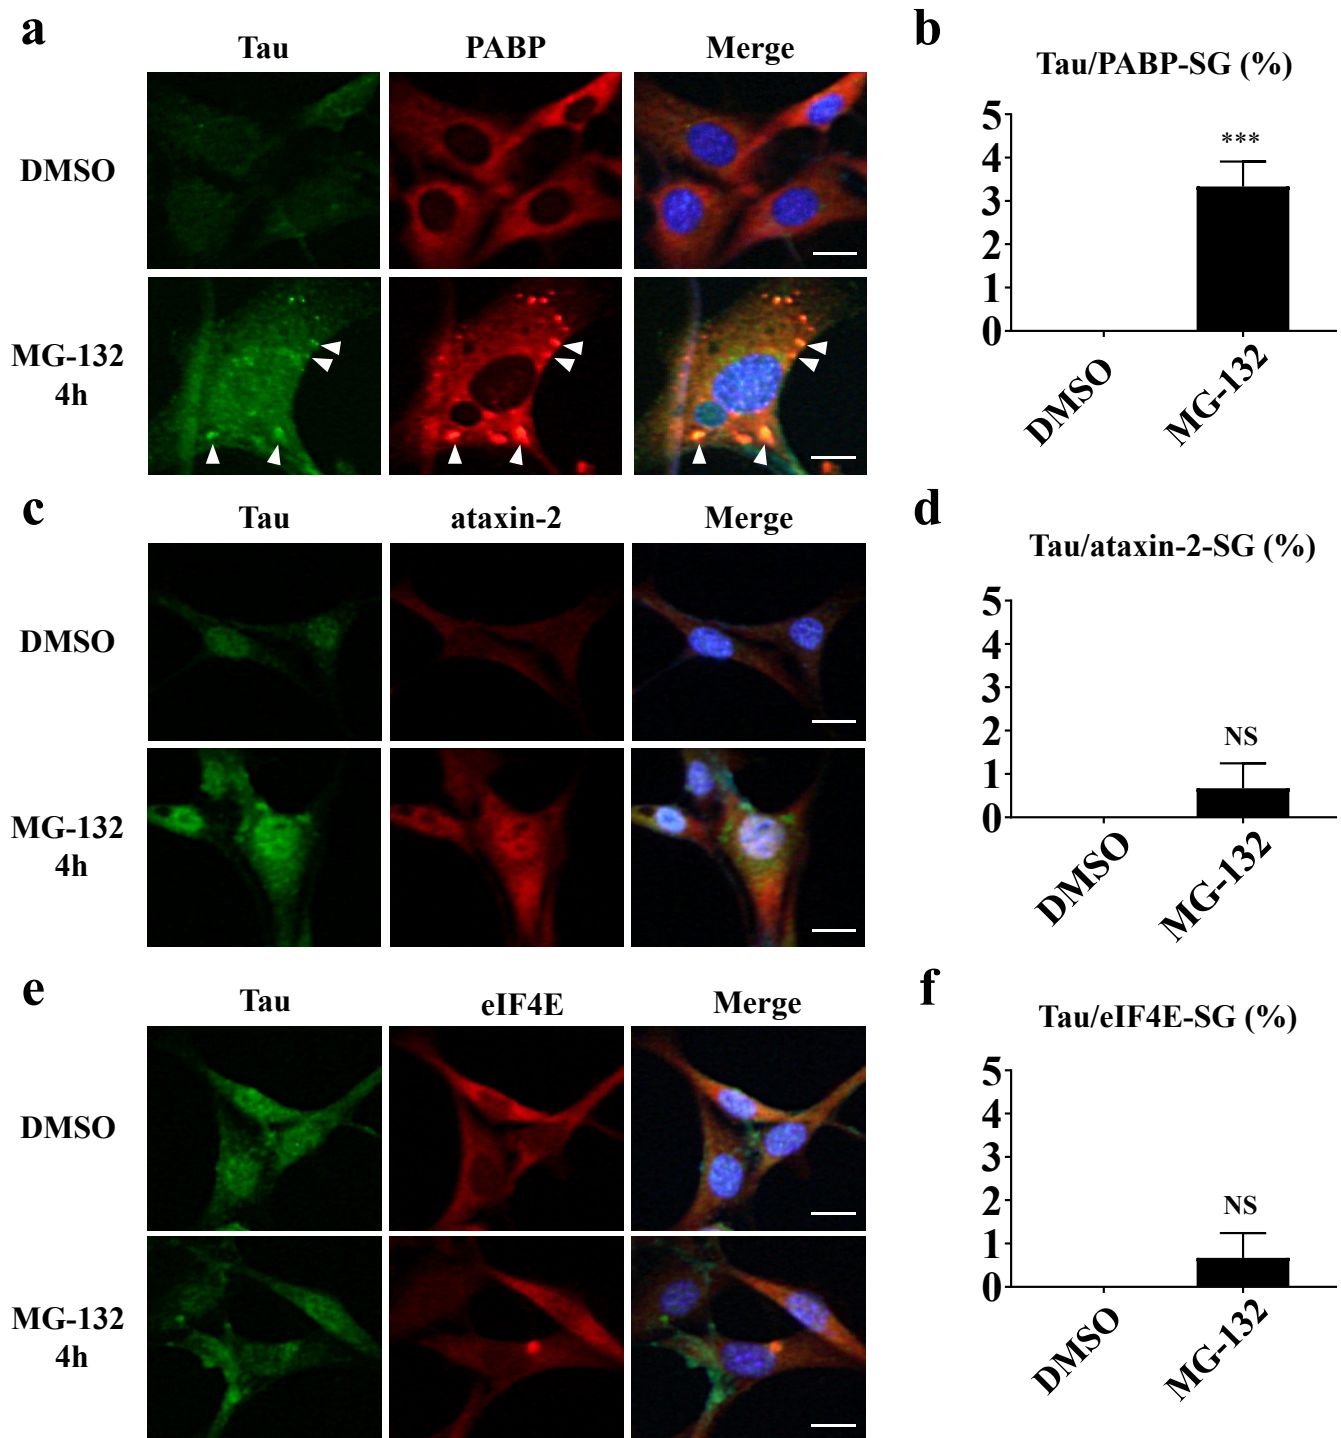 a
Tau PABP Merge
DMSO
MG-132
4h
b
Tau/PABP-SG (%)
5
4
3
2
1
0
***
DMSO
MG-132
c
Tau ataxin-2 Merge
DMSO
MG-132
4h
d
Tau/ataxin-2-SG (%)
5
4
3
2
1
0
NS
DMSO
MG-132
e
Tau eIF4E Merge
DMSO
MG-132
4h
f
Tau/eIF4E-SG (%)
5
4
3
2
1
0
NS
DMSO
MG-132